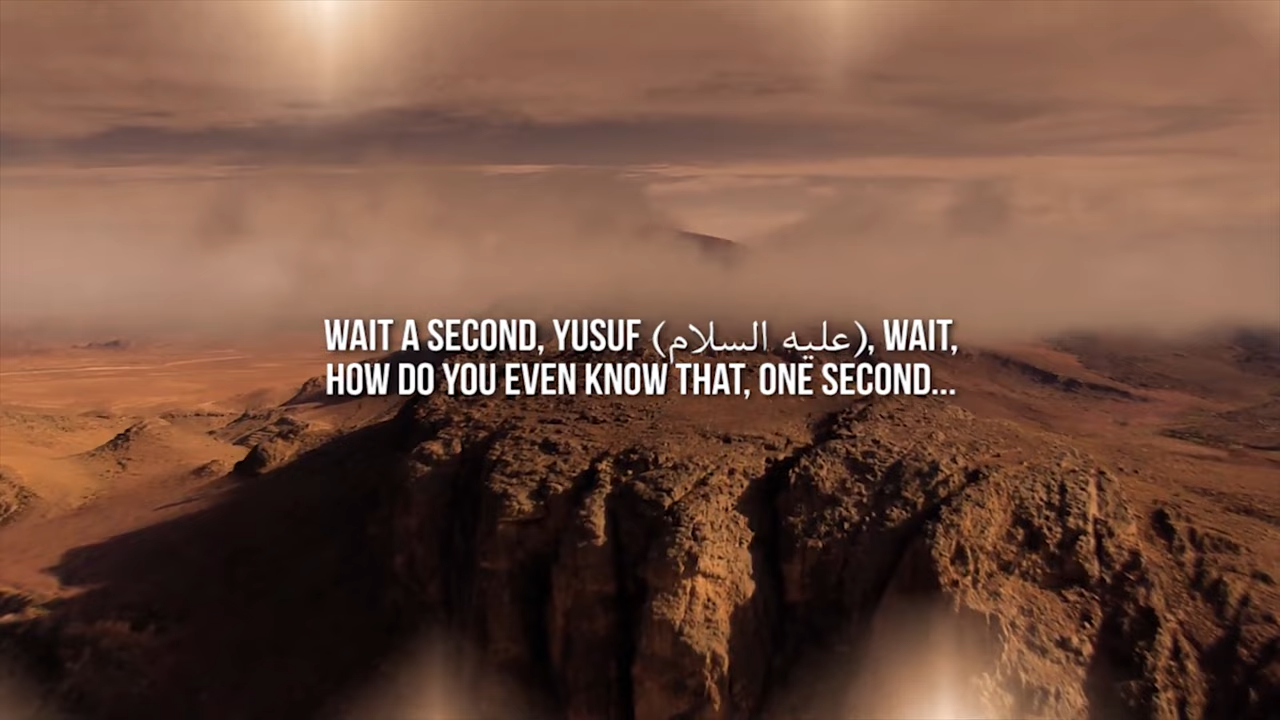 WAIT A SECOND, YUSUF (عليه السلام), WAIT,
HOW DO YOU EVEN KNOW THAT, ONE SECOND...